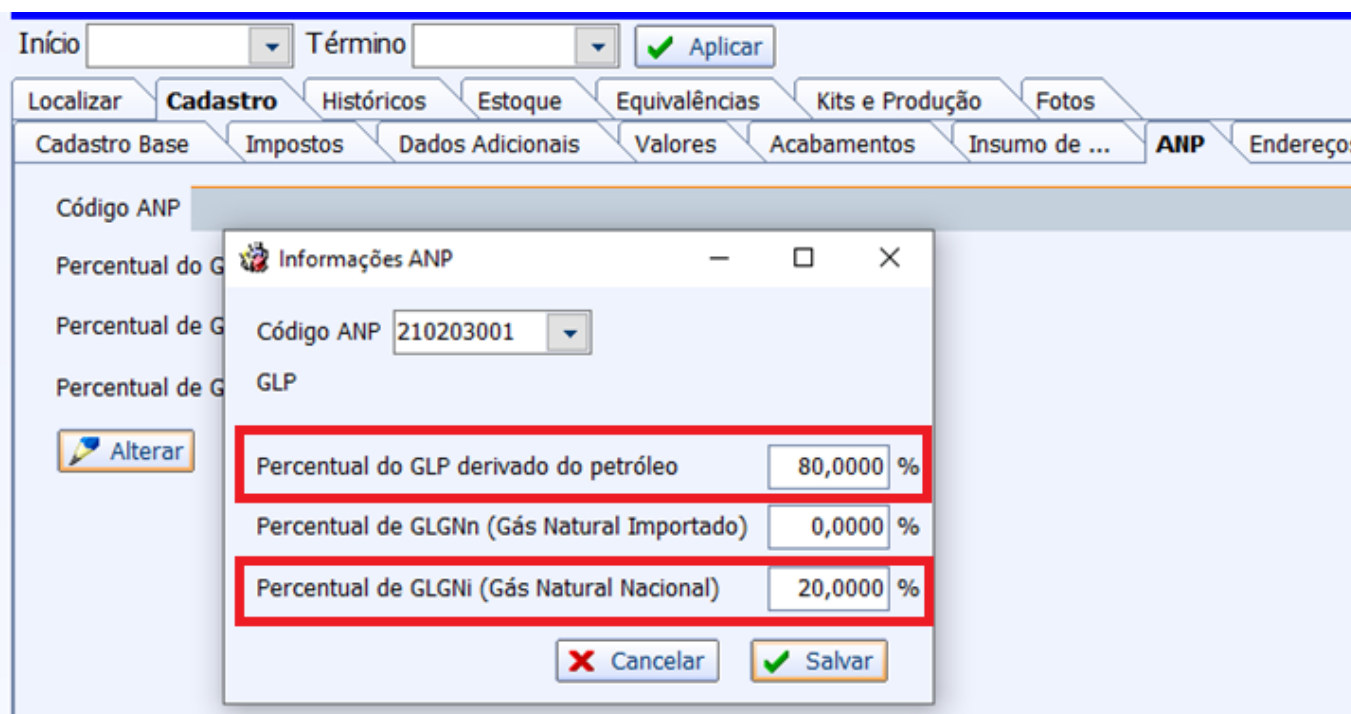 Início Término Aplicar
Localizar Cadastro Históricos Estoque Equivalências Kits e Produção Fotos
Cadastro Base Impostos Dados Adicionais Valores Acabamentos Insumo de ... ANP Endereços
Código ANP
Percentual do G
Percentual de G
Percentual de G
Alterar
Informações ANP
Código ANP 210203001
GLP
Percentual do GLP derivado do petróleo 80,0000 %
Percentual de GLGNn (Gás Natural Importado) 0,0000 %
Percentual de GLGNi (Gás Natural Nacional) 20,0000 %
Cancelar Salvar